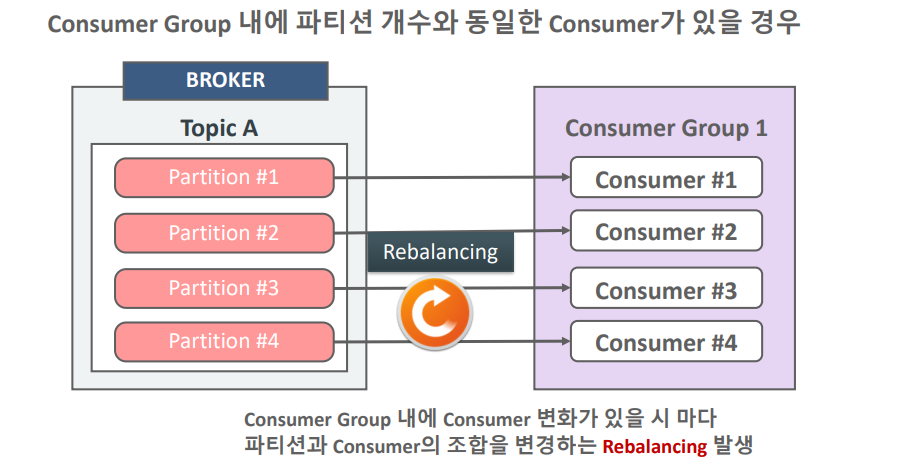 Consumer Group 내에 파티션 개수와 동일한 Consumer가 있을 경우
BROKER
Topic A
Partition #1
Partition #2
Partition #3
Partition #4
Rebalancing
Consumer Group 1
Consumer #1
Consumer #2
Consumer #3
Consumer #4
Consumer Group 내에 Consumer 변화가 있을 시 마다
파티션과 Consumer의 조합을 변경하는 Rebalancing 발생